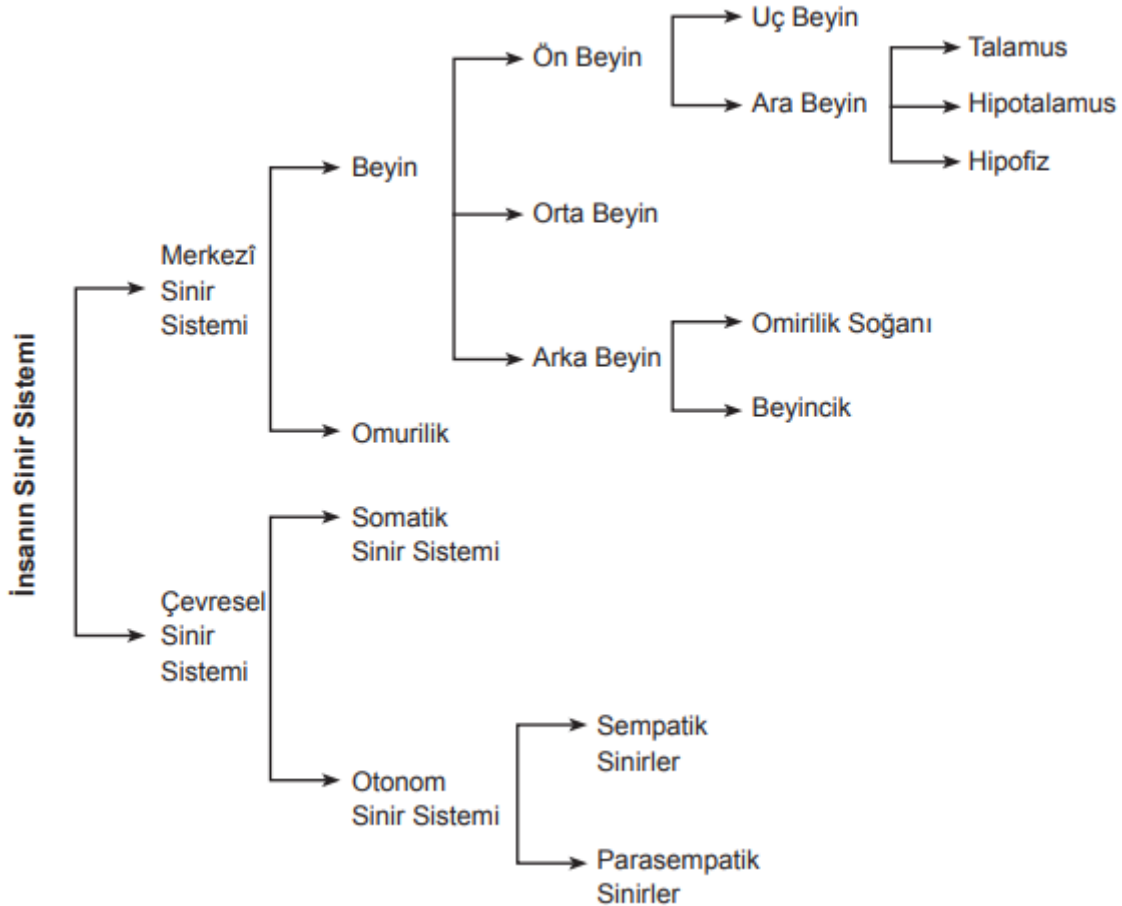 İnsanın Sinir Sistemi
Merkezî
Sinir
Sistemi
Beyin
Ön Beyin
Uç Beyin
Ara Beyin
Talamus
Hipotalamus
Hipofiz
Orta Beyin
Arka Beyin
Omirilik Soğanı
Beyincik
Omurilik
Çevresel
Sinir
Sistemi
Somatik
Sinir Sistemi
Otonom
Sinir Sistemi
Sempatik
Sinirler
Parasempatik
Sinirler